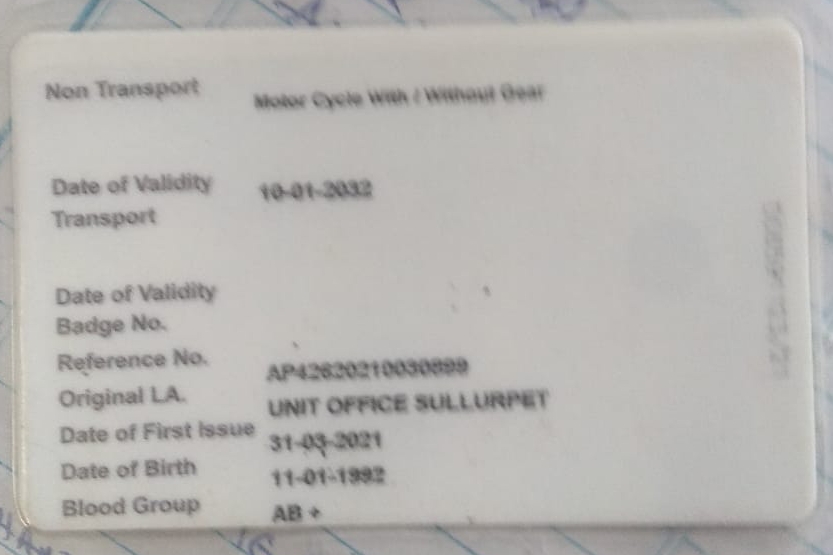 Non Transport Motor Cycle With / Without Gear
Date of Validity 10-01-2032
Transport
Date of Validity
Badge No.
Reference No. AP42620210030899
Original LA. UNIT OFFICE SULLURPET
Date of First Issue 31-03-2021
Date of Birth 11-01-1992
Blood Group AB +